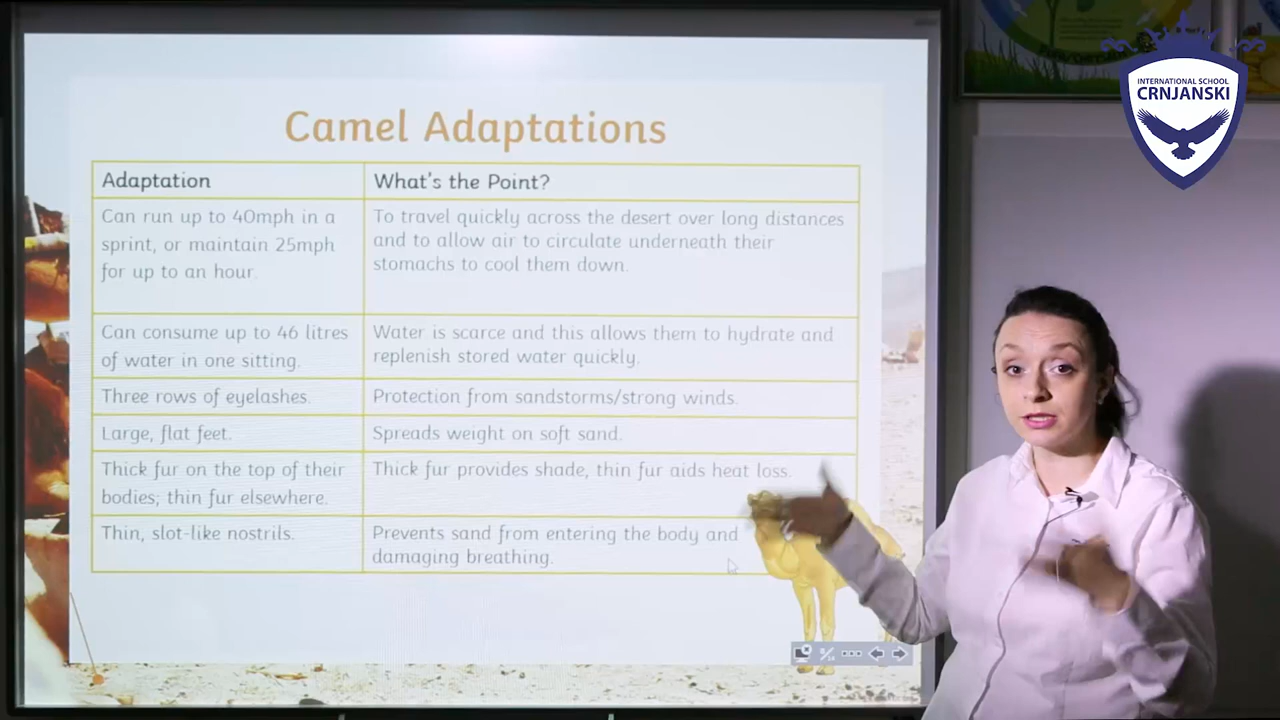 INTERNATIONAL SCHOOL
CRNJANSKI
Camel Adaptations
Adaptation
What's the Point?
Can run up to 40mph in a
sprint, or maintain 25mph
for up to an hour.
To travel quickly across the desert over long distances
and to allow air to circulate underneath their
stomachs to cool them down.
Can consume up to 46 litres
of water in one sitting.
Water is scarce and this allows them to hydrate and
replenish stored water quickly.
Three rows of eyelashes.
Protection from sandstorms/strong winds.
Large, flat feet.
Spreads weight on soft sand.
Thick fur on the top of their
bodies; thin fur elsewhere.
Thick fur provides shade, thin fur aids heat loss.
Thin, slot-like nostrils.
Prevents sand from entering the body and
damaging breathing.